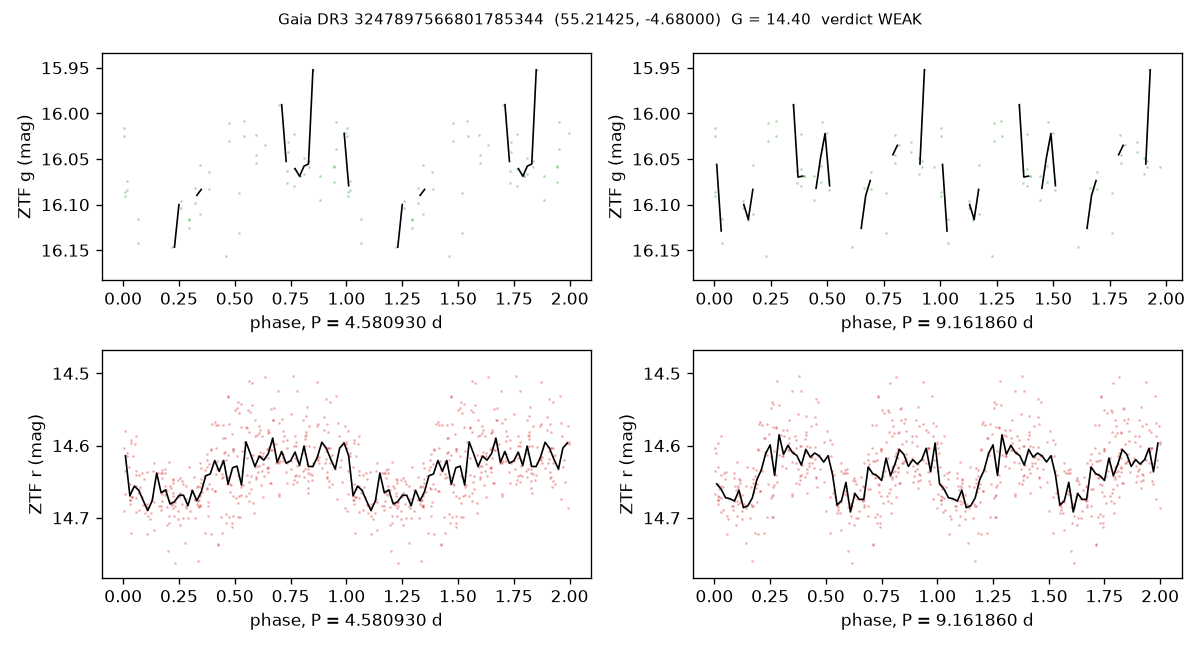 Gaia DR3 3247897566801785344 (55.21425, -4.68000) G = 14.40 verdict WEAK
ZTF g (mag)
15.95
16.00
16.05
16.10
16.15
0.00 0.25 0.50 0.75 1.00 1.25 1.50 1.75 2.00
phase, P = 4.580930 d
ZTF g (mag)
15.95
16.00
16.05
16.10
16.15
0.00 0.25 0.50 0.75 1.00 1.25 1.50 1.75 2.00
phase, P = 9.161860 d
ZTF r (mag)
14.5
14.6
14.7
0.00 0.25 0.50 0.75 1.00 1.25 1.50 1.75 2.00
phase, P = 4.580930 d
ZTF r (mag)
14.5
14.6
14.7
0.00 0.25 0.50 0.75 1.00 1.25 1.50 1.75 2.00
phase, P = 9.161860 d